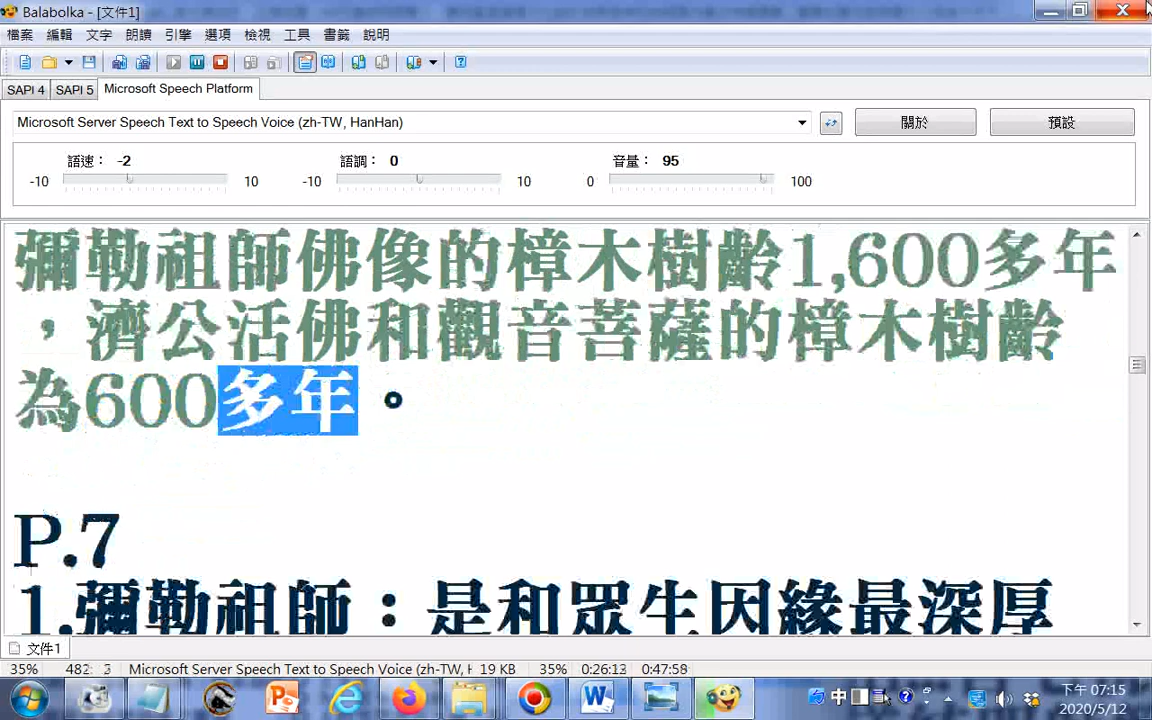 Balabolka - [文件1]
檔案 編輯 文字 朗讀 引擎 選項 檢視 工具 書籤 說明
SAPI 4 SAPI 5 Microsoft Speech Platform
Microsoft Server Speech Text to Speech Voice (zh-TW, HanHan) 關於 預設
語速： -2 語調： 0 音量： 95
-10 10 -10 10 0 100
彌勒祖師佛像的樟木樹齡1,600多年
，濟公活佛和觀音菩薩的樟木樹齡
為600多年。
P.7
1.彌勒祖師：是和眾生因緣最深厚
文件1
35% 482: 3 Microsoft Server Speech Text to Speech Voice (zh-TW, H 19 KB 35% 0:26:13 0:47:58
中 下午 07:15
2020/5/12